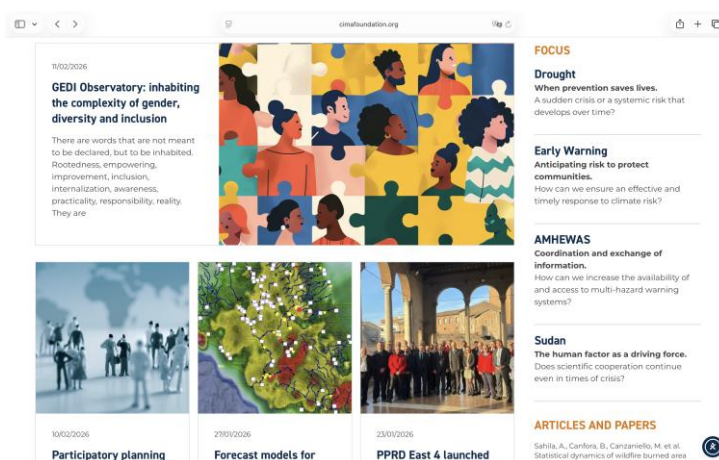 cimafoundation.org
11/02/2026
GEDI Observatory: inhabiting
the complexity of gender,
diversity and inclusion
There are words that are not meant
to be declared, but to be inhabited.
Rootedness, empowering,
improvement, inclusion,
internalization, awareness,
practicality, responsibility, reality.
They are
10/02/2026
Participatory planning
27/01/2026
Forecast models for
23/01/2026
PPRD East 4 launched
FOCUS
Drought
When prevention saves lives.
A sudden crisis or a systemic risk that
develops over time?
Early Warning
Anticipating risk to protect
communities.
How can we ensure an effective and
timely response to climate risk?
AMHEWAS
Coordination and exchange of
information.
How can we increase the availability of
and access to multi-hazard warning
systems?
Sudan
The human factor as a driving force.
Does scientific cooperation continue
even in times of crisis?
ARTICLES AND PAPERS
Sahila, A., Canfora, B., Canzaniello, M. et al.
Statistical dynamics of wildfire burned area